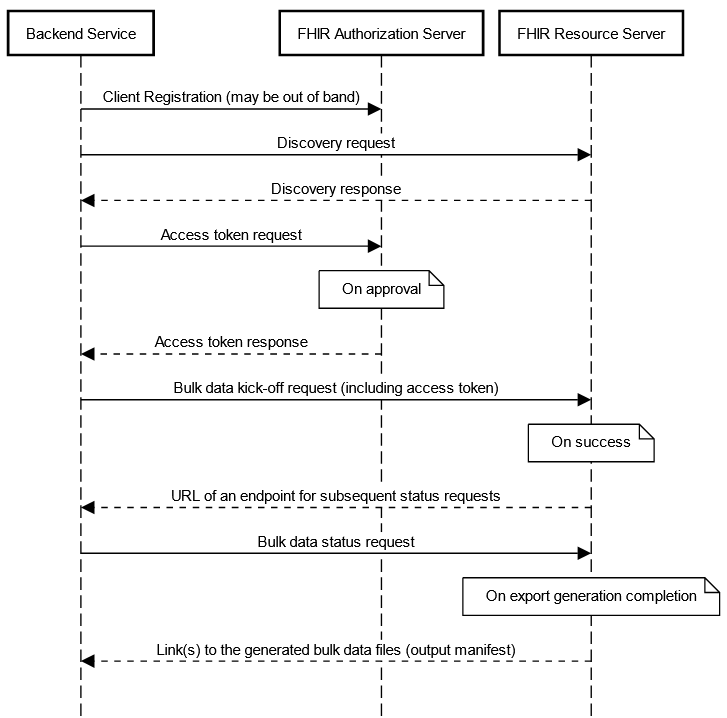 Backend Service
FHIR Authorization Server
FHIR Resource Server
Client Registration (may be out of band)
Discovery request
Discovery response
Access token request
On approval
Access token response
Bulk data kick-off request (including access token)
On success
URL of an endpoint for subsequent status requests
Bulk data status request
On export generation completion
Link(s) to the generated bulk data files (output manifest)